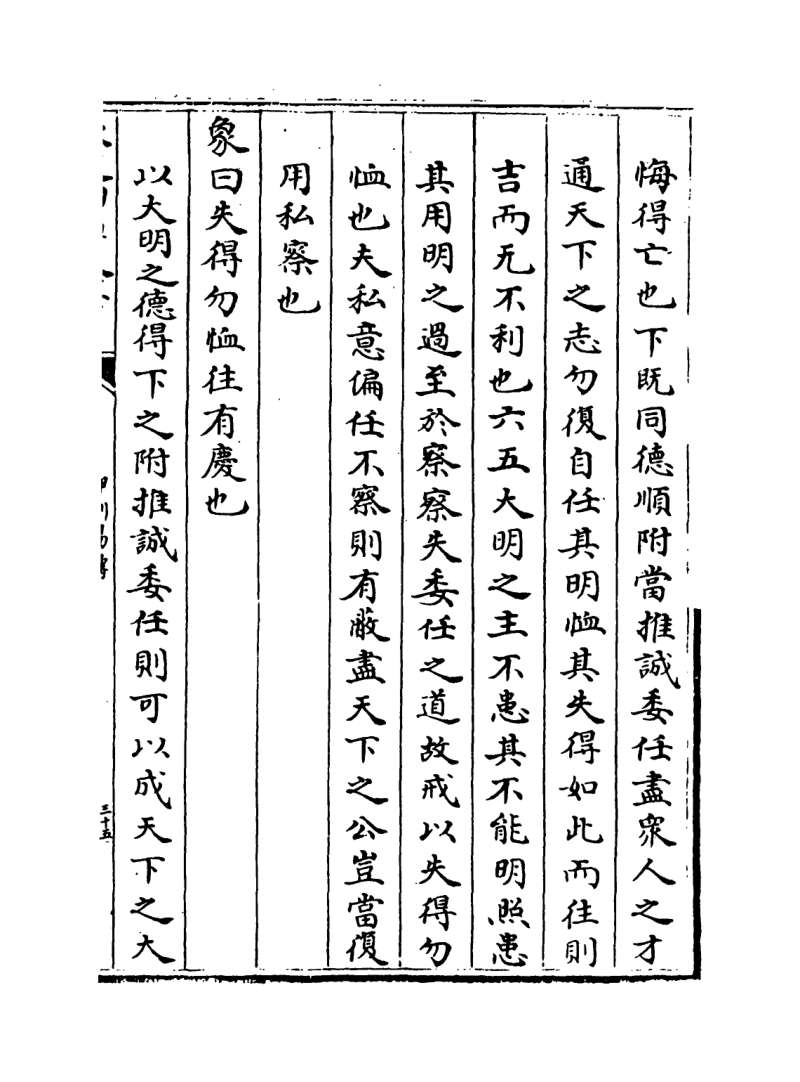 悔得亡也下既同德順附當推誠委任盡衆人之才
通天下之志勿復自任其明恤其失得如此而往則
吉而无不利也六五大明之主不患其不能明照患
其用明之過至於察察失委任之道故戒以失得勿
恤也夫私意偏任不察則有蔽盡天下之公豈當復
用私察也
象曰失得勿恤往有慶也
以大明之德得下之附推誠委任則可以成天下之大
伊川易傳
三十五